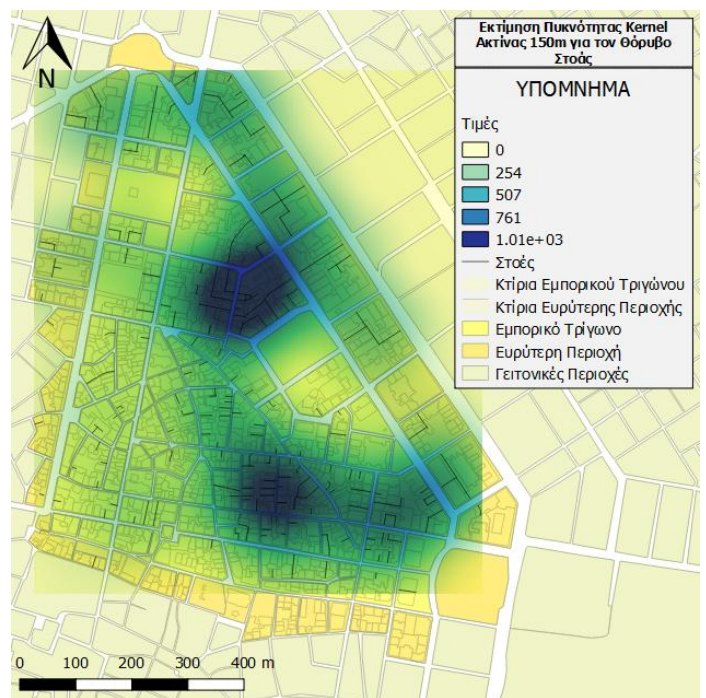 Εκτίμηση Πυκνότητας Kernel
Ακτίνας 150m για τον Θόρυβο
Στοάς
ΥΠΟΜΝΗΜΑ
Τιμές
0
254
507
761
1.01e+03
Στοές
Κτίρια Εμπορικού Τριγώνου
Κτίρια Ευρύτερης Περιοχής
Εμπορικό Τρίγωνο
Ευρύτερη Περιοχή
Γειτονικές Περιοχές
N
0 100 200 300 400 m